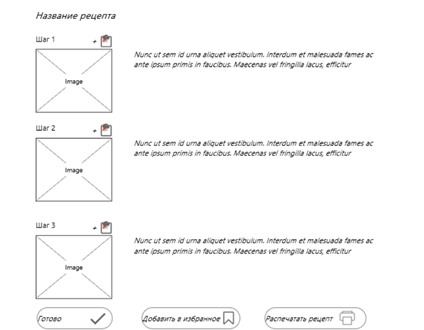 Название рецепта
Шаг 1
+
Image
Nunc ut sem id urna aliquet vestibulum. Interdum et malesuada fames ac
ante ipsum primis in faucibus. Maecenas vel fringilla lacus, efficitur
Шаг 2
+
Image
Nunc ut sem id urna aliquet vestibulum. Interdum et malesuada fames ac
ante ipsum primis in faucibus. Maecenas vel fringilla lacus, efficitur
Шаг 3
+
Image
Nunc ut sem id urna aliquet vestibulum. Interdum et malesuada fames ac
ante ipsum primis in faucibus. Maecenas vel fringilla lacus, efficitur
Готово
Добавить в избранное
Распечатать рецепт